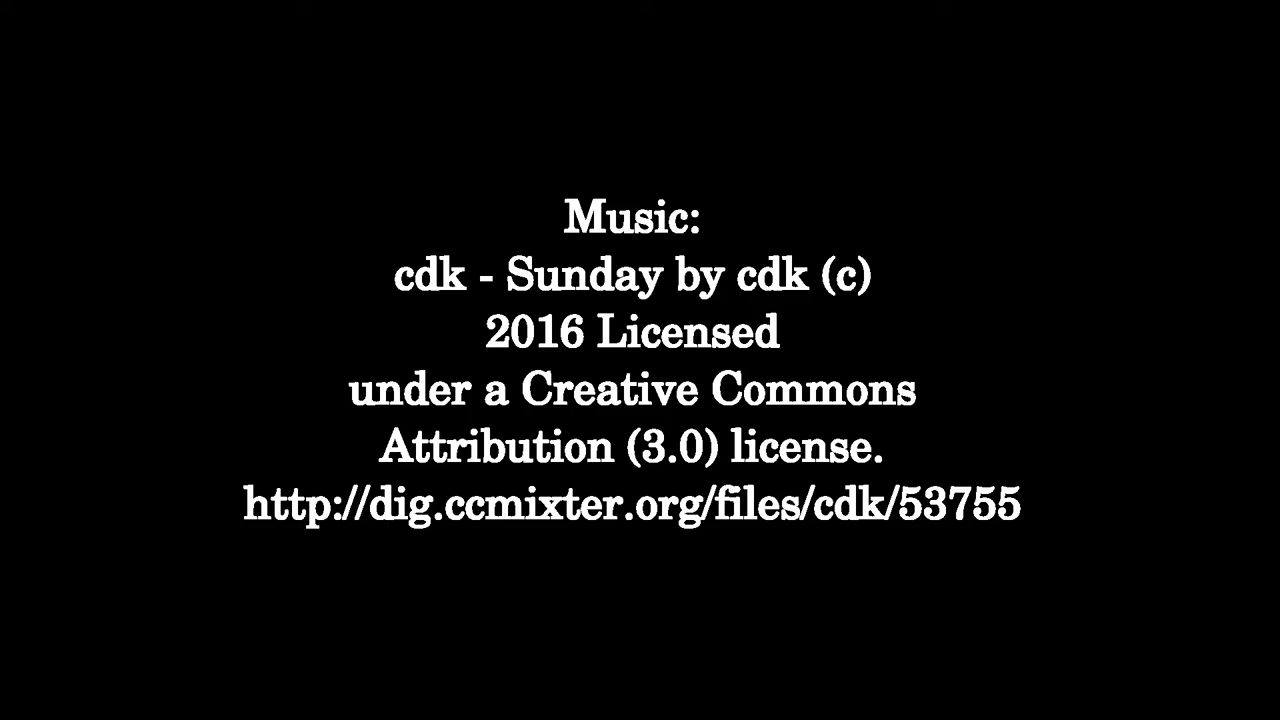 Music:
cdk - Sunday by cdk (c)
2016 Licensed
under a Creative Commons
Attribution (3.0) license.
http://dig.ccmixter.org/files/cdk/53755